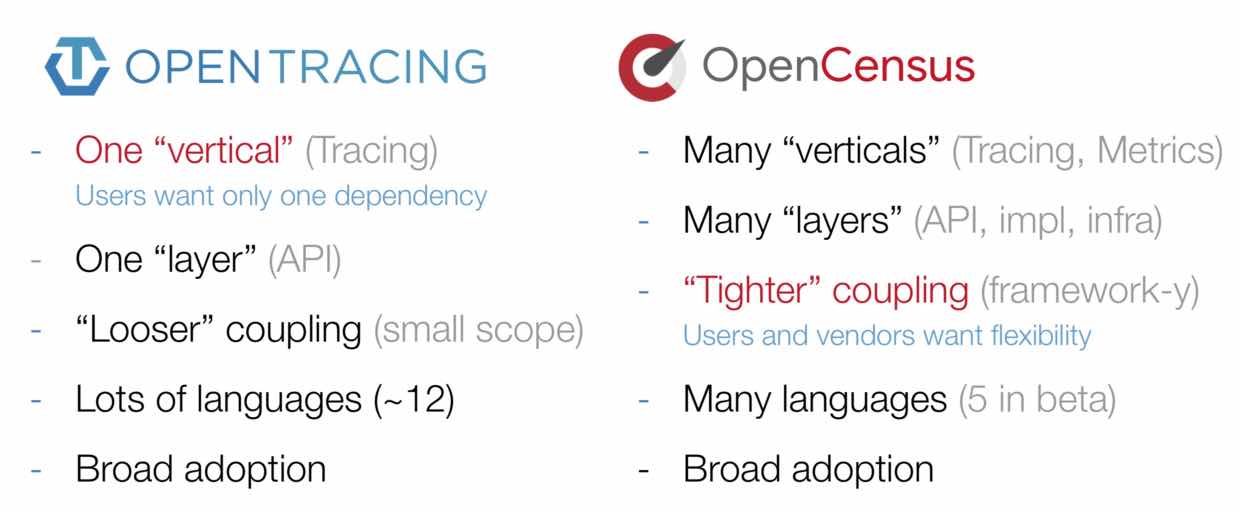 OPENTRACING
- One “vertical” (Tracing)
Users want only one dependency
- One “layer” (API)
- “Looser” coupling (small scope)
- Lots of languages (~12)
- Broad adoption
OpenCensus
- Many “verticals” (Tracing, Metrics)
- Many “layers” (API, impl, infra)
- “Tighter” coupling (framework-y)
Users and vendors want flexibility
- Many languages (5 in beta)
- Broad adoption